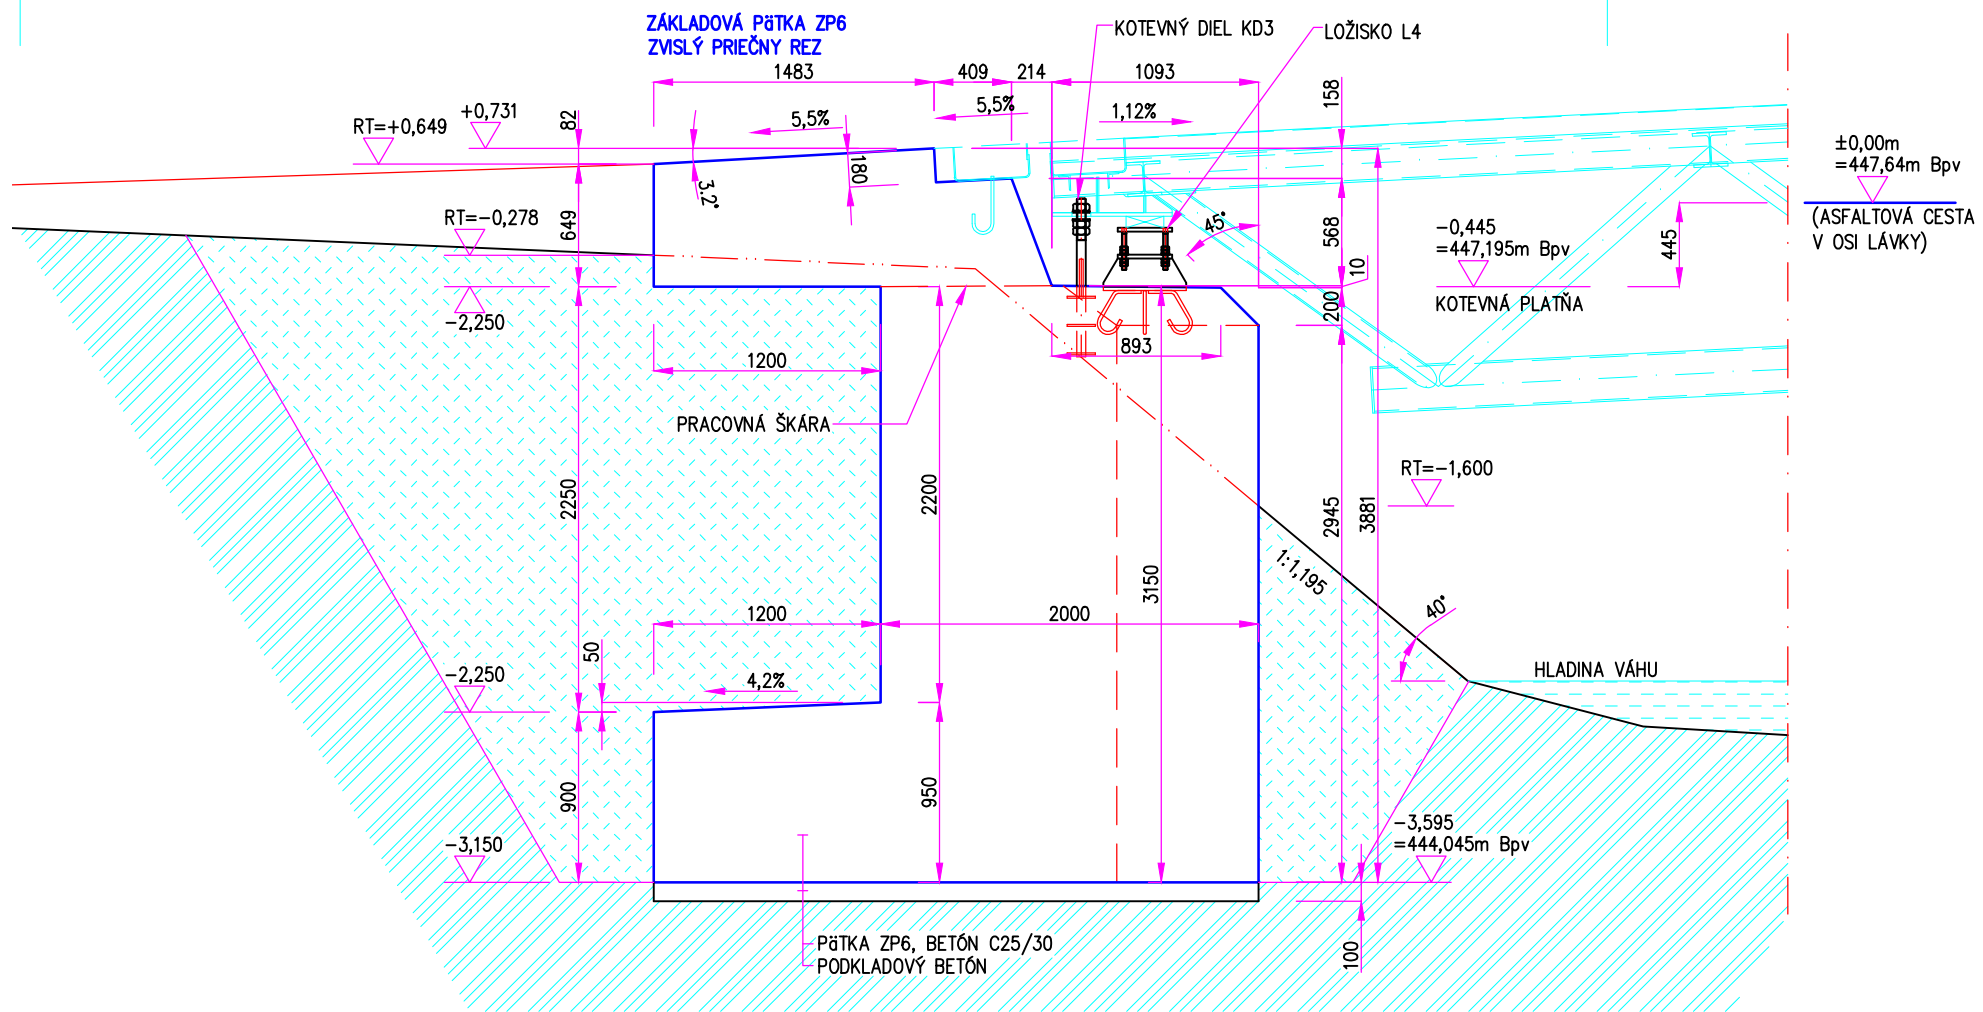 ZÁKLADOVÁ PäTKA ZP6
ZVISLÝ PRIEČNY REZ
KOTEVNÝ DIEL KD3
LOŽISKO L4
1483
409
214
1093
158
82
+0,731
RT=+0,649
5,5%
5,5%
1,12%
180
3.2°
±0,00m
=447,64m Bpv
(ASFALTOVÁ CESTA
V OSI LÁVKY)
RT=-0,278
649
45°
568
-0,445
=447,195m Bpv
445
10
KOTEVNÁ PLATŇA
-2,250
200
893
1200
PRACOVNÁ ŠKÁRA
RT=-1,600
2250
2200
2945
3881
3150
1:1,195
40°
1200
2000
50
HLADINA VÁHU
-2,250
4,2%
900
950
-3,150
-3,595
=444,045m Bpv
PäTKA ZP6, BETÓN C25/30
PODKLADOVÝ BETÓN
100